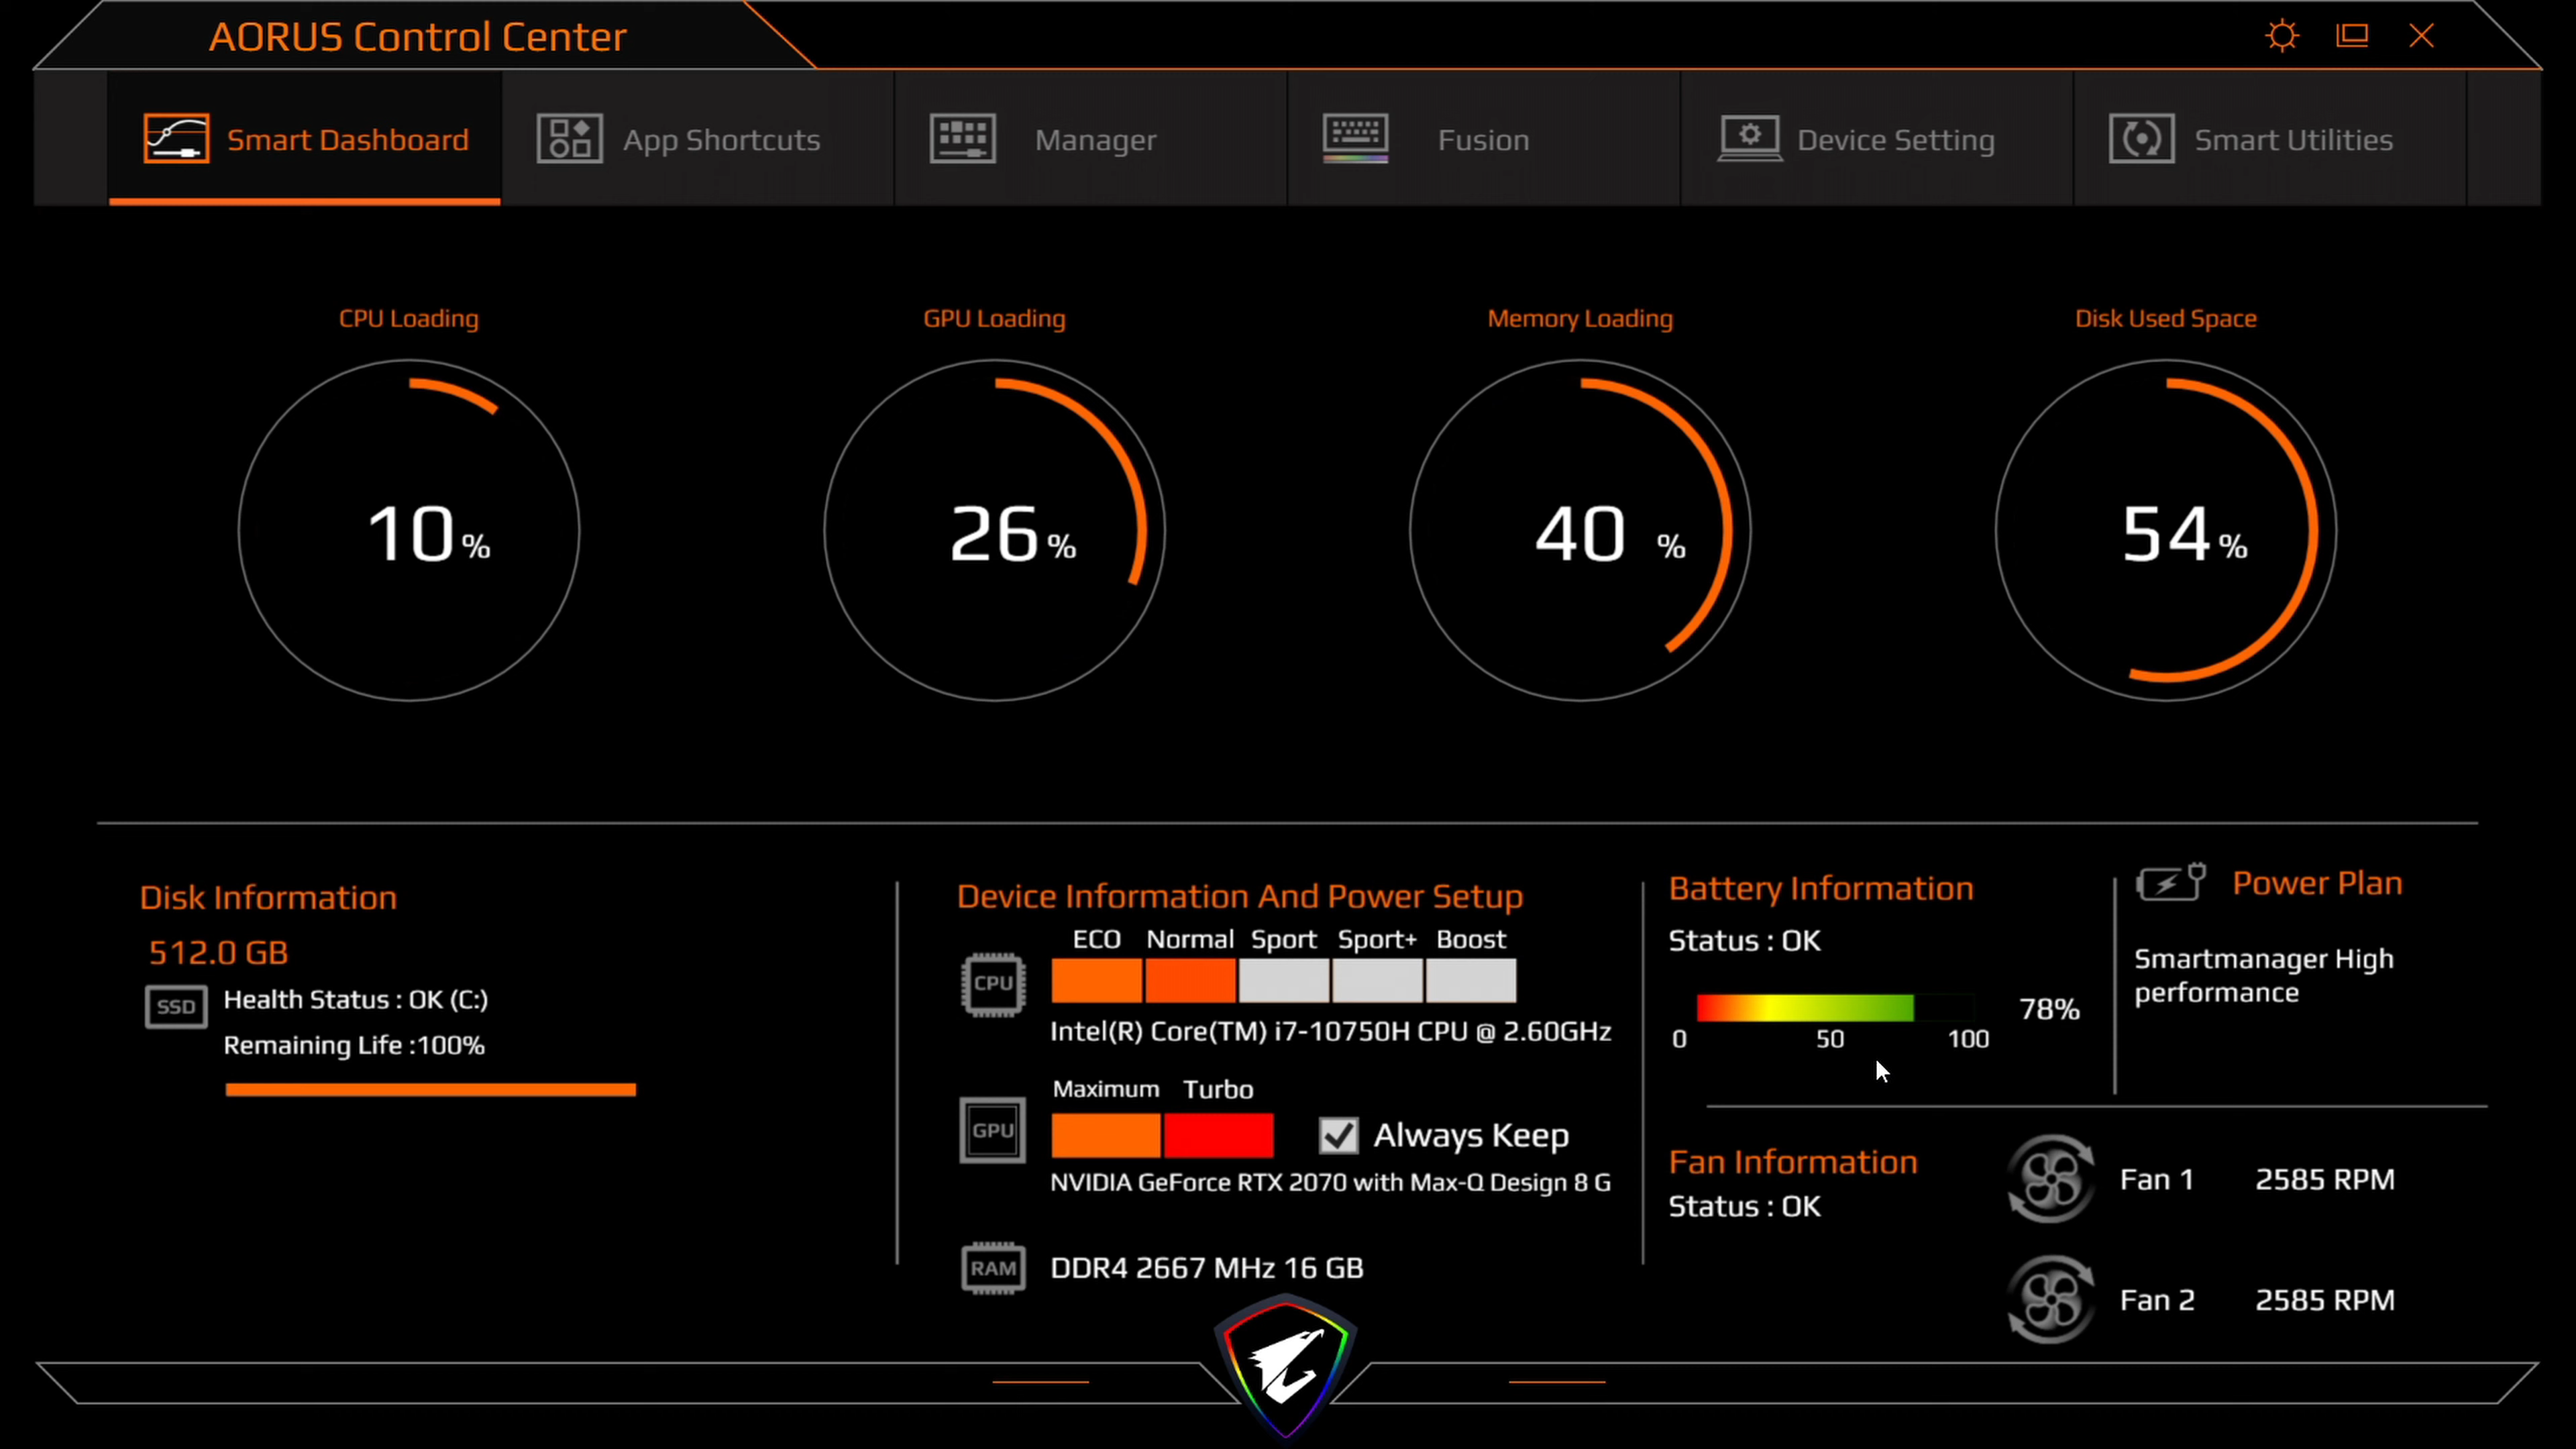 AORUS Control Center
Smart Dashboard
App Shortcuts
Manager
Fusion
Device Setting
Smart Utilities
CPU Loading
GPU Loading
Memory Loading
Disk Used Space
10%
26%
40 %
54%
Disk Information
512.0 GB
SSD
Health Status : OK (C:)
Remaining Life :100%
Device Information And Power Setup
ECO Normal Sport Sport+ Boost
CPU
Intel(R) Core(TM) i7-10750H CPU @ 2.60GHz
Maximum Turbo
GPU
Always Keep
NVIDIA GeForce RTX 2070 with Max-Q Design 8 G
RAM
DDR4 2667 MHz 16 GB
Battery Information
Status : OK
78%
0 50 100
Power Plan
Smartmanager High
performance
Fan Information
Status : OK
Fan 1 2585 RPM
Fan 2 2585 RPM